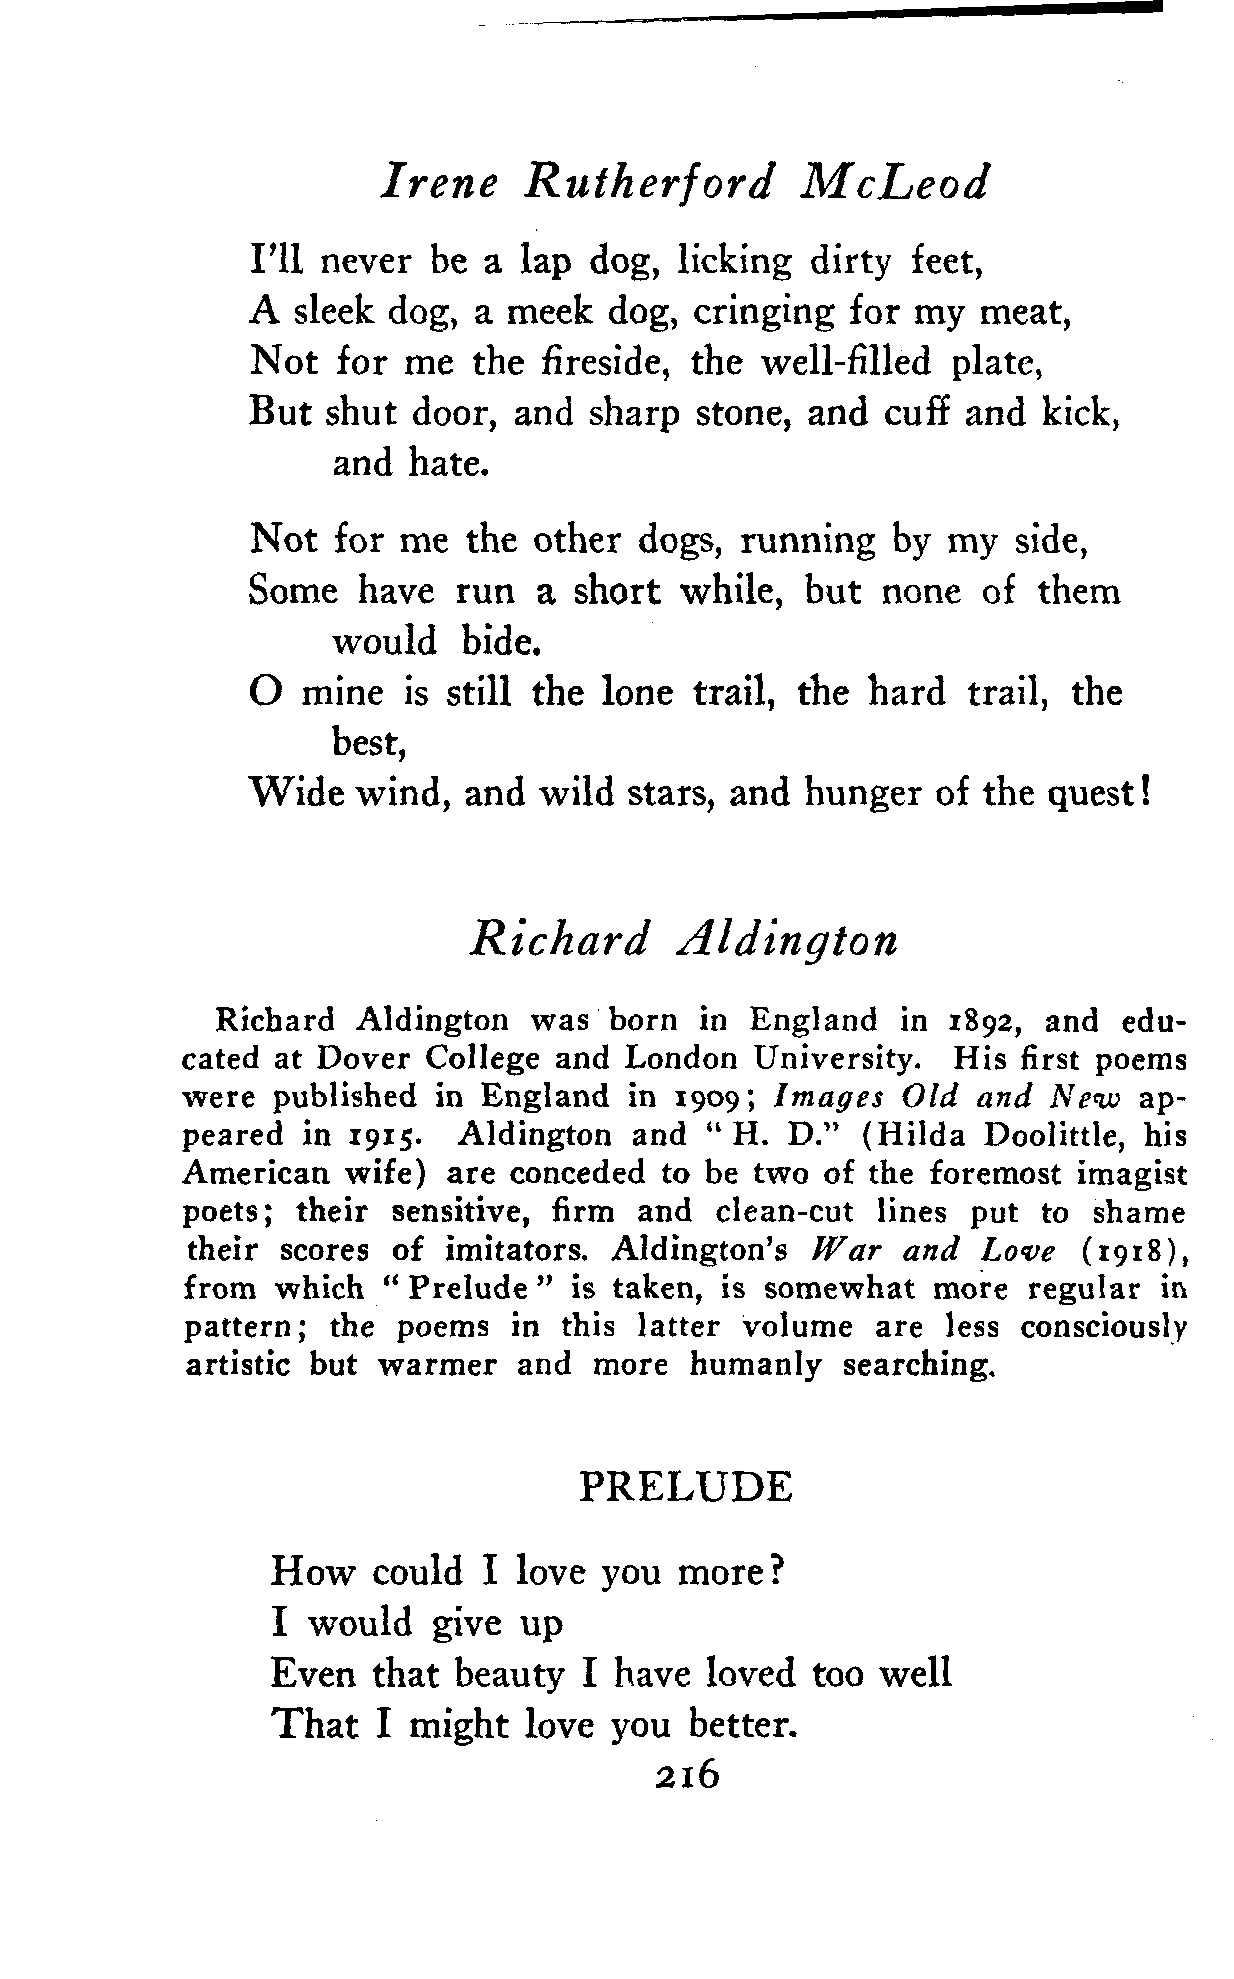 Irene Rutherford McLeod
I'll never be a lap dog, licking dirty feet,
A sleek dog, a meek dog, cringing for my meat,
Not for me the fireside, the well-filled plate,
But shut door, and sharp stone, and cuff and kick,
and hate.
Not for me the other dogs, running by my side,
Some have run a short while, but none of them
would bide.
O mine is still the lone trail, the hard trail, the
best,
Wide wind, and wild stars, and hunger of the quest!
Richard Aldington
Richard Aldington was born in England in 1892, and edu-
cated at Dover College and London University. His first poems
were published in England in 1909; Images Old and New ap-
peared in 1915. Aldington and "H. D." (Hilda Doolittle, his
American wife) are conceded to be two of the foremost imagist
poets; their sensitive, firm and clean-cut lines put to shame
their scores of imitators. Aldington's War and Love (1918),
from which "Prelude" is taken, is somewhat more regular in
pattern; the poems in this latter volume are less consciously
artistic but warmer and more humanly searching.
PRELUDE
How could I love you more?
I would give up
Even that beauty I have loved too well
That I might love you better.
216